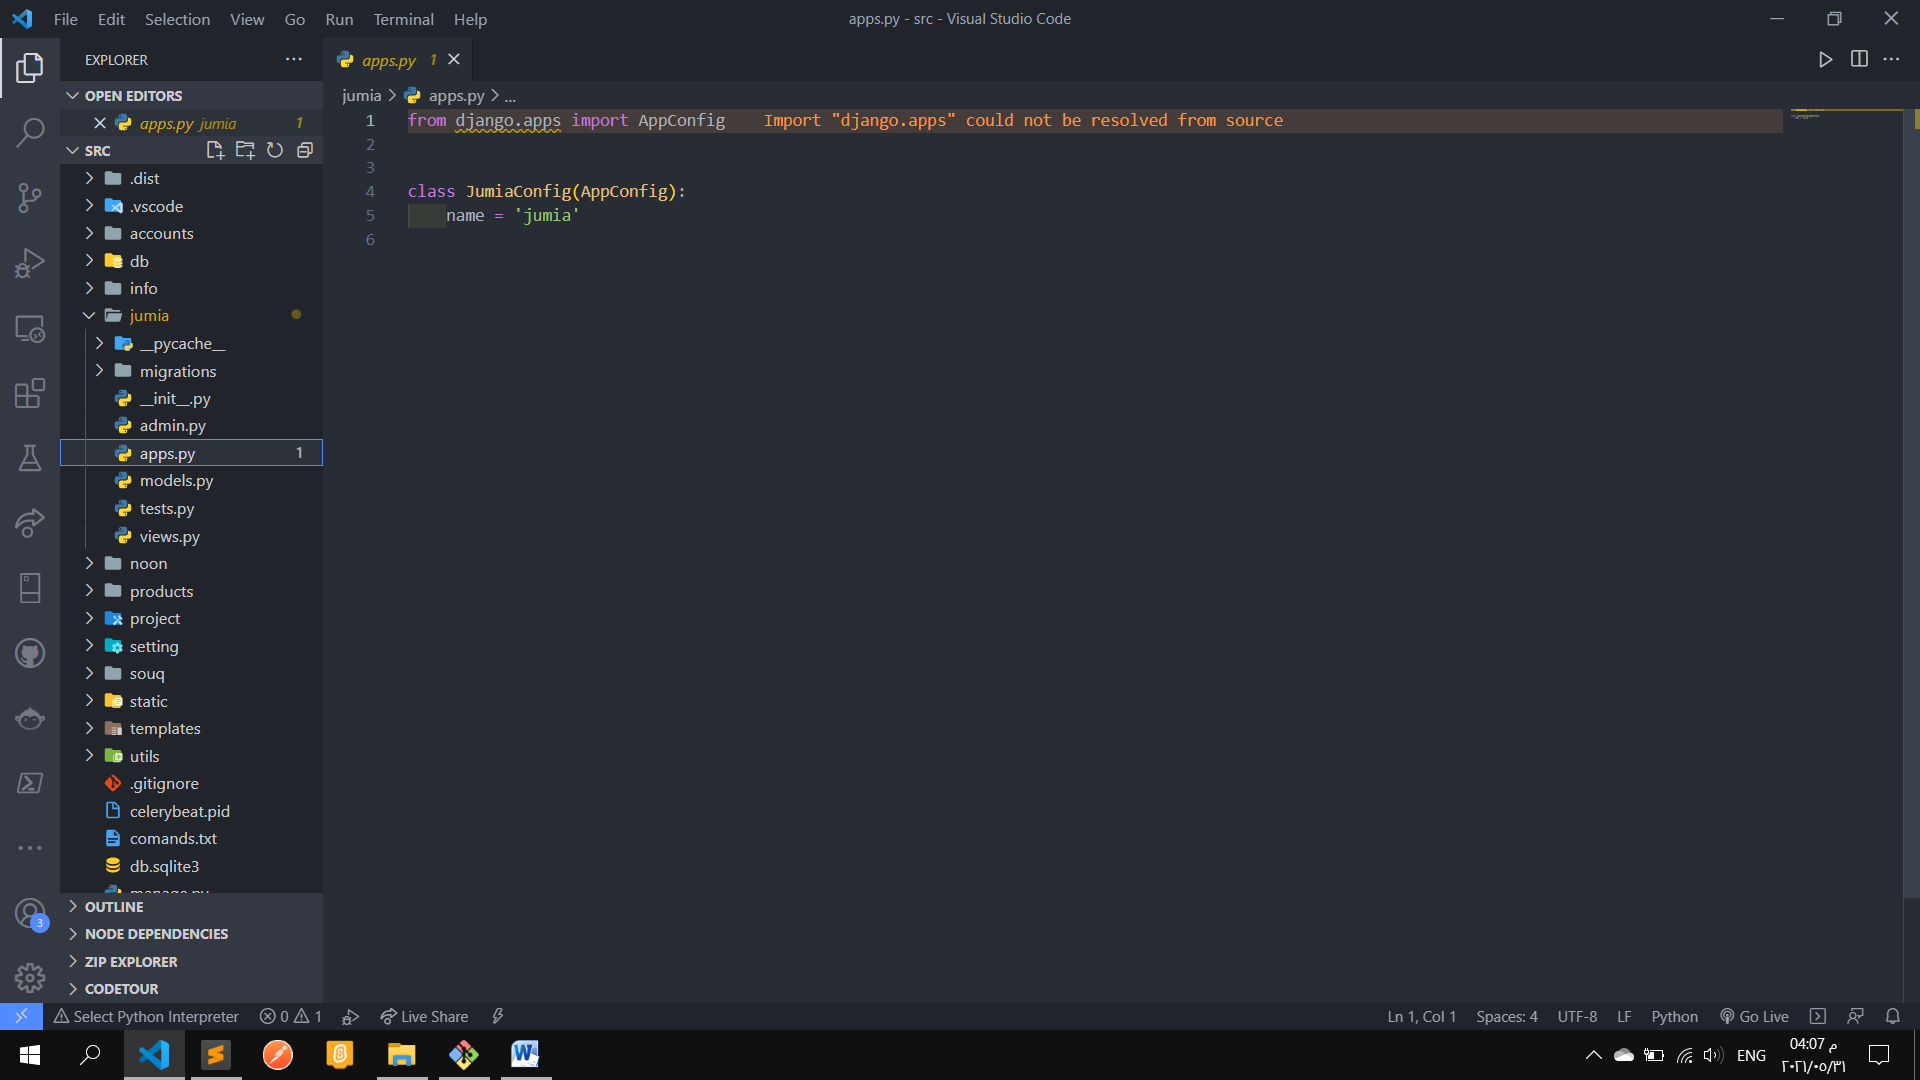 File Edit Selection View Go Run Terminal Help
apps.py - src - Visual Studio Code
EXPLORER
OPEN EDITORS
apps.py jumia 1
SRC
.dist
.vscode
accounts
db
info
jumia
__pycache__
migrations
__init__.py
admin.py
apps.py 1
models.py
tests.py
views.py
noon
products
project
setting
souq
static
templates
utils
.gitignore
celerybeat.pid
comands.txt
db.sqlite3
manage.py
OUTLINE
NODE DEPENDENCIES
ZIP EXPLORER
CODETOUR
3
apps.py 1
jumia > apps.py > ...
1 from django.apps import AppConfig Import "django.apps" could not be resolved from source
2
3
4 class JumiaConfig(AppConfig):
5 name = 'jumia'
6
Select Python Interpreter 0 1 Live Share
Ln 1, Col 1 Spaces: 4 UTF-8 LF Python Go Live
ENG
04:07 م
٢٠٢١/٠٥/٣١